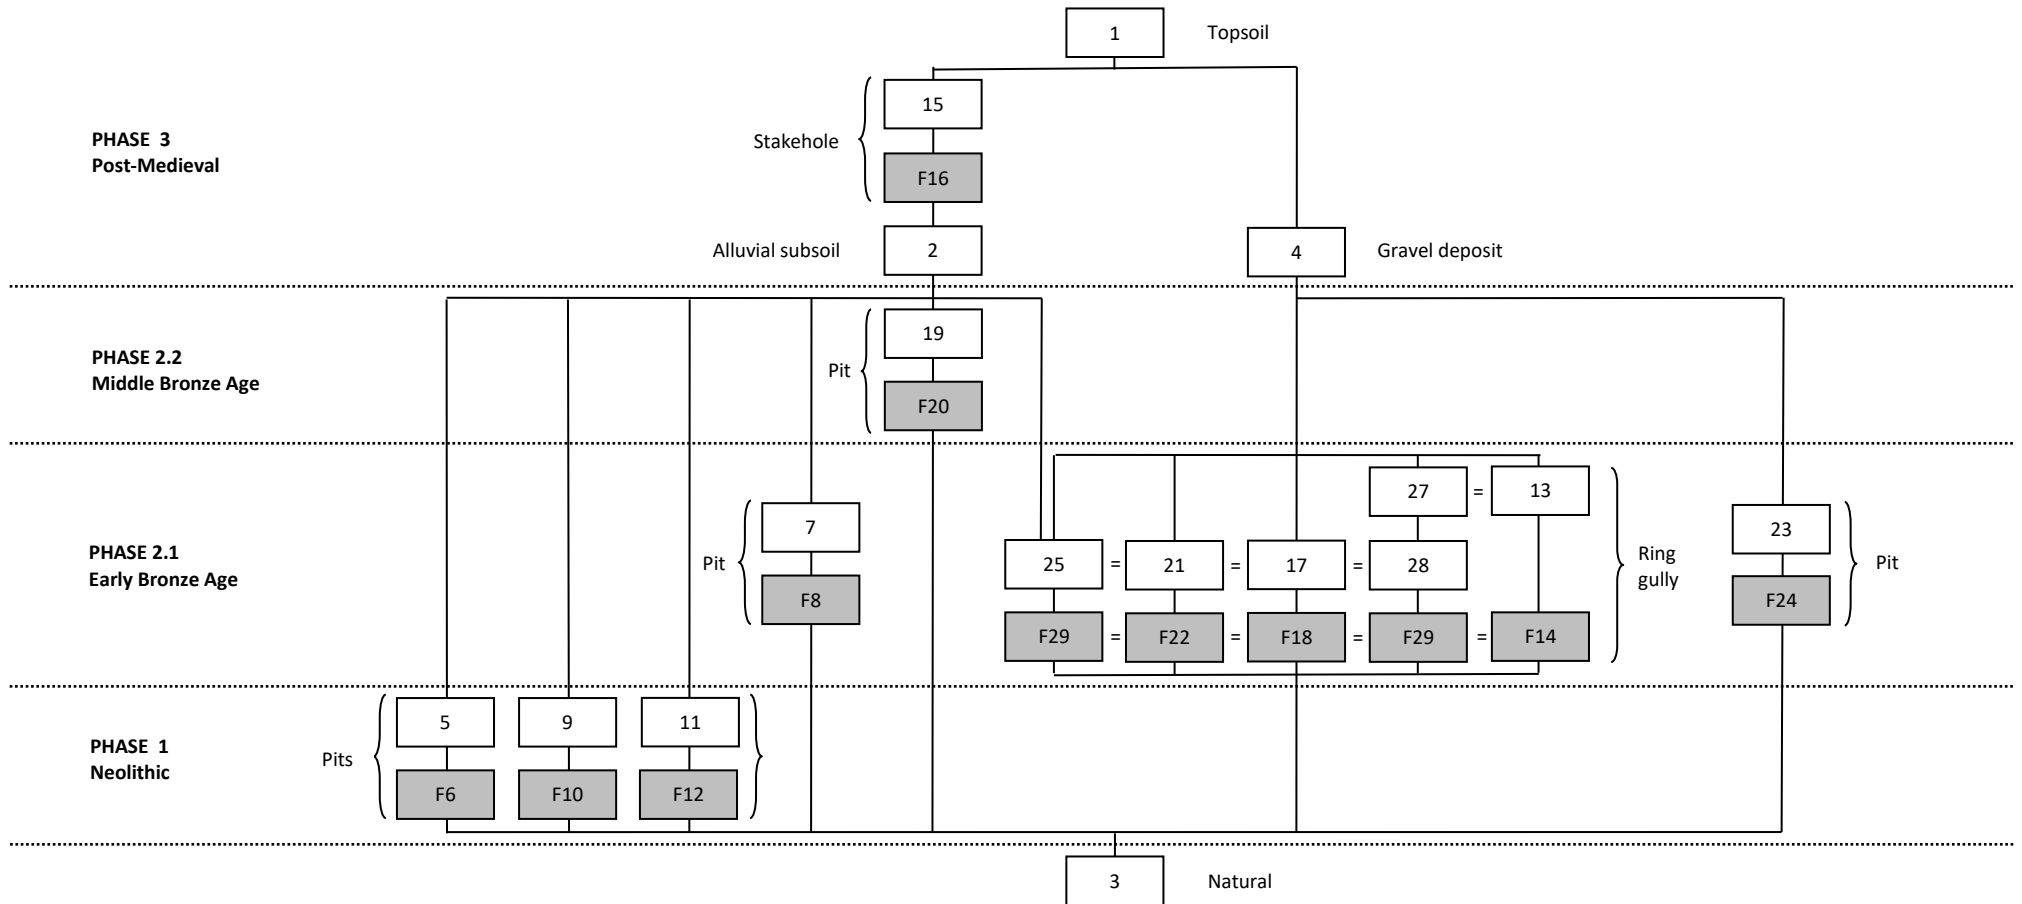 1 Topsoil
15
PHASE 3
Post-Medieval
Stakehole
F16
Alluvial subsoil 2 4 Gravel deposit
19
PHASE 2.2
Middle Bronze Age
Pit
F20
27 = 13
7 23
PHASE 2.1
Early Bronze Age
Pit 25 = 21 = 17 = 28 Ring
gully Pit
F8 F24
F29 = F22 = F18 = F29 = F14
5 9 11
PHASE 1
Neolithic
Pits
F6 F10 F12
3 Natural